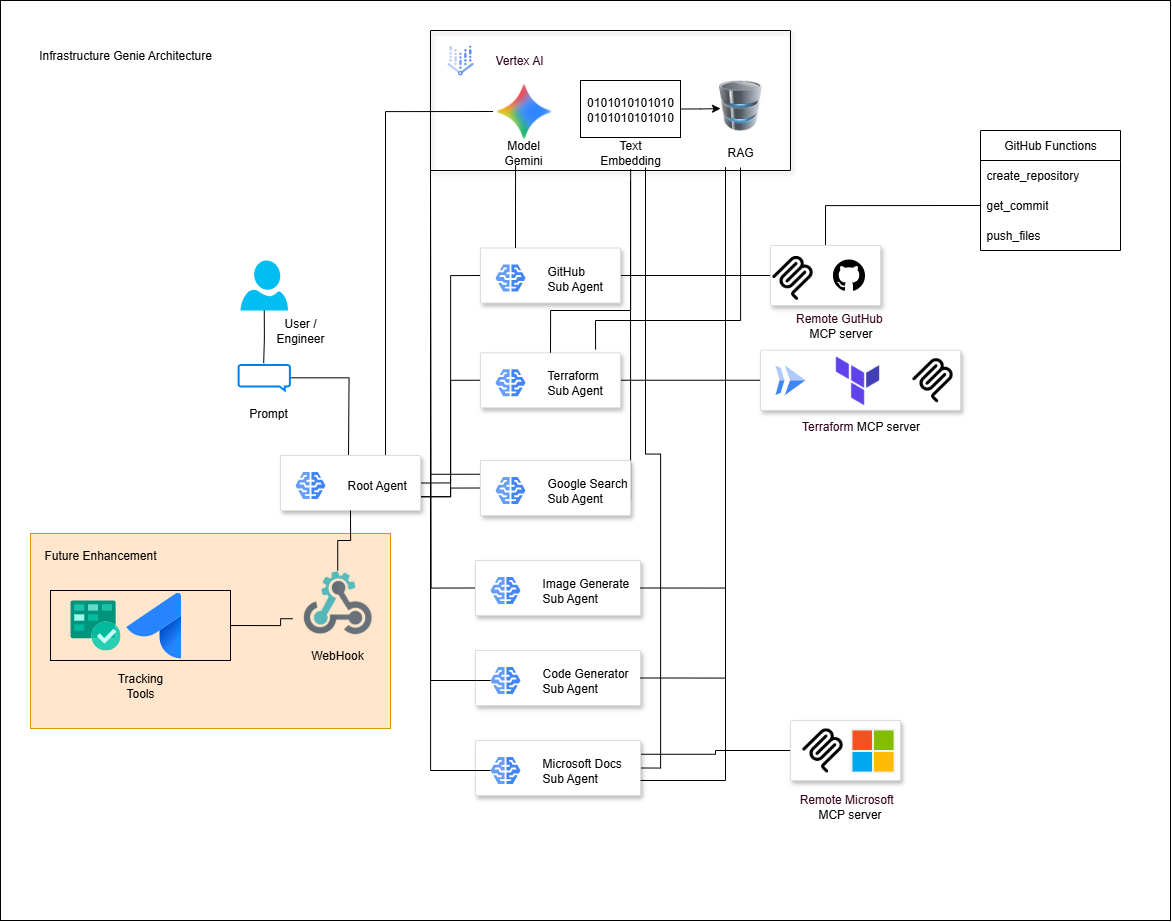 Infrastructure Genie Architecture
Vertex AI
0101010101010
0101010101010
Model
Gemini
Text
Embedding
RAG
GitHub Functions
create_repository
get_commit
push_files
GitHub
Sub Agent
Remote GutHub
MCP server
User /
Engineer
Terraform
Sub Agent
Terraform MCP server
Prompt
Root Agent
Google Search
Sub Agent
Future Enhancement
Image Generate
Sub Agent
WebHook
Tracking
Tools
Code Generator
Sub Agent
Microsoft Docs
Sub Agent
Remote Microsoft
MCP server